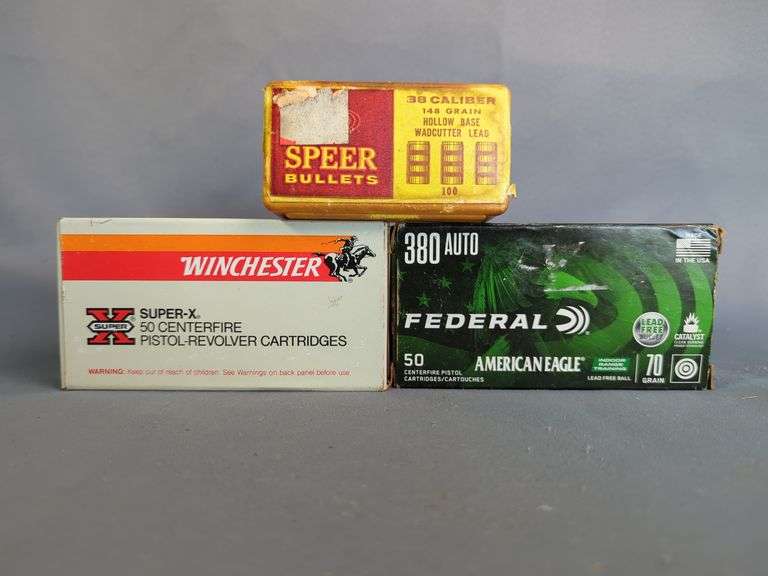 38 CALIBER
148 GRAIN
HOLLOW BASE
WADCUTTER LEAD
SPEER
BULLETS
100
WINCHESTER
X
SUPER
SUPER-X®
50 CENTERFIRE
PISTOL-REVOLVER CARTRIDGES
WARNING: Keep out of reach of children. See Warnings on back panel before use.
380 AUTO
IN THE USA
FEDERAL
LEAD
FREE
CATALYST
50
CENTERFIRE PISTOL
CARTRIDGES/CARTOUCHES
AMERICAN EAGLE®
INDOOR
RANGE
TRAINING
LEAD FREE BALL
70
GRAIN